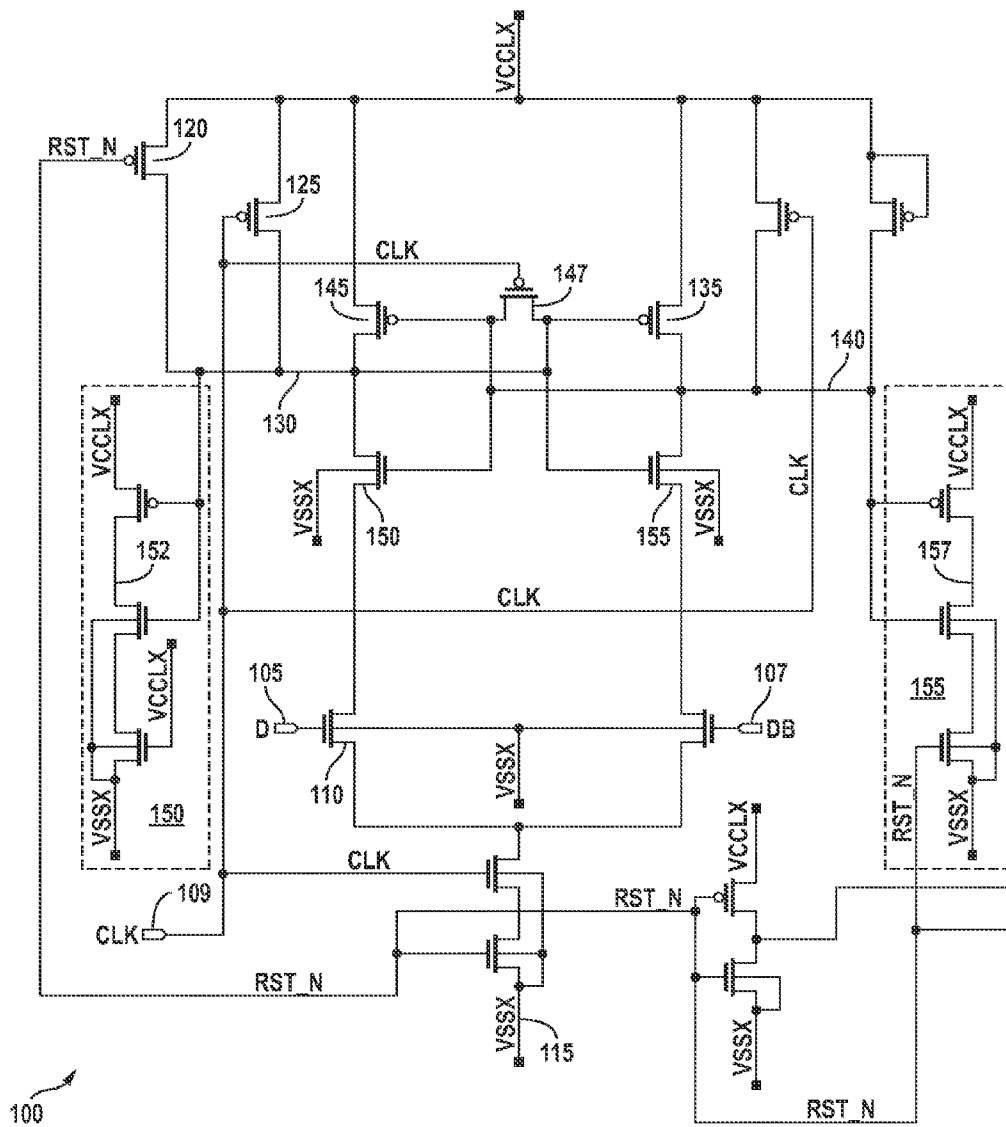 VCCLX
RST_N
120
125
CLK
145
147
135
140
130
VCCLX
VCCLX
VSSX
150
155
VSSX
CLK
152
157
CLK
VCCLX
105
D
107
DB
110
VSSX
155
RST_N
VSSX
VSSX
150
VCCLX
CLK
109
CLK
RST_N
RST_N
VSSX
115
VSSX
RST_N
100